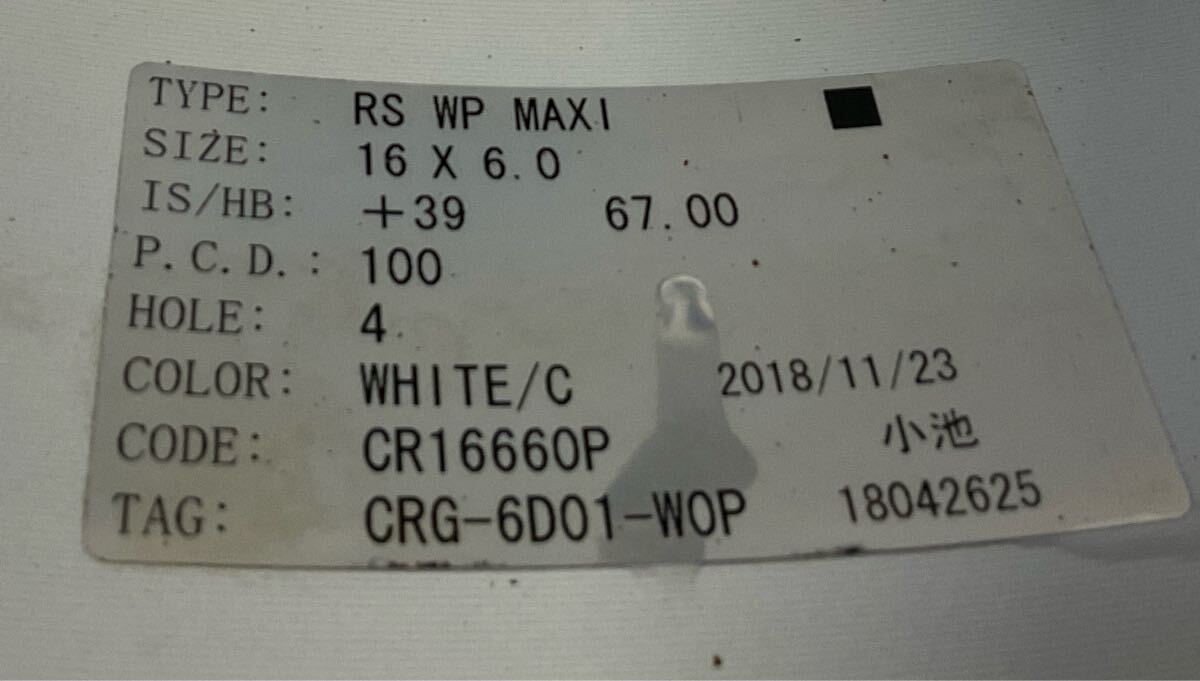 TYPE: RS WP MAXI ■
SIZE: 16 X 6.0
IS/HB: +39 67.00
P.C.D.: 100
HOLE: 4
COLOR: WHITE/C 2018/11/23
CODE: CR16660P 小池
TAG: CRG-6D01-WOP 18042625